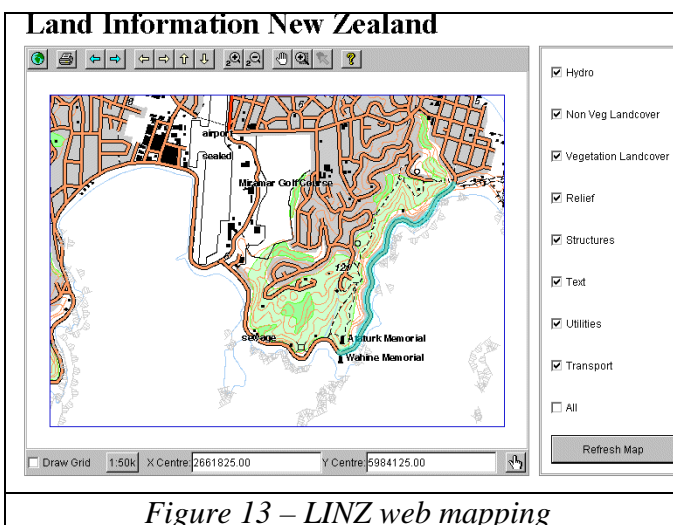 Land Information New Zealand
Hydro
Non Veg Landcover
Vegetation Landcover
Relief
Structures
Text
Utilities
Transport
All
Refresh Map
airport
sealed
Miramar Golf Course
sewage
Ataturk Memorial
Wahine Memorial
Draw Grid 1:50k X Centre: 2661825.00 Y Centre: 5984125.00
Figure 13 – LINZ web mapping